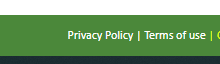 Privacy Policy | Terms of use |